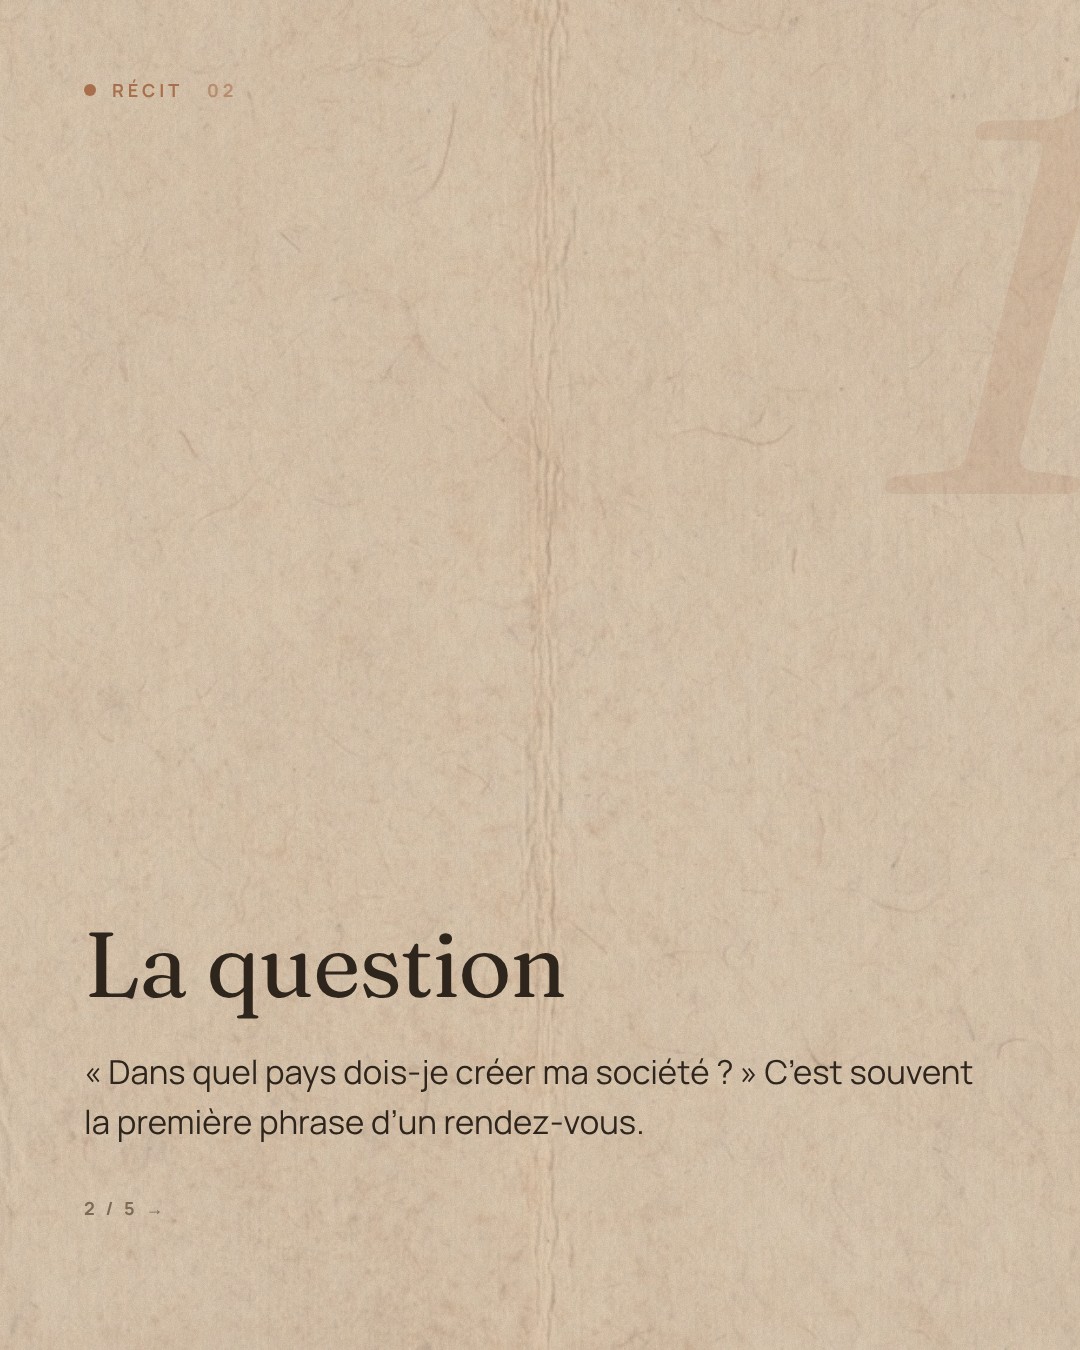 RÉCIT 02
1
La question
« Dans quel pays dois-je créer ma société ? » C’est souvent
la première phrase d’un rendez-vous.
2 / 5 →